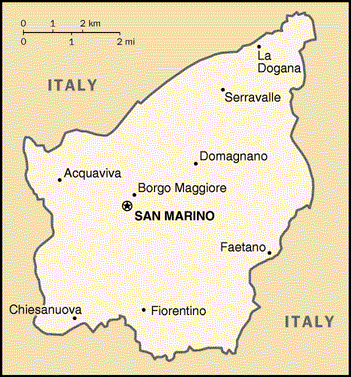 0 1 2 km
0 1 2 mi
La
Dogana
ITALY
Serravalle
Domagnano
Acquaviva
Borgo Maggiore
SAN MARINO
Faetano
Chiesanuova
Fiorentino
ITALY